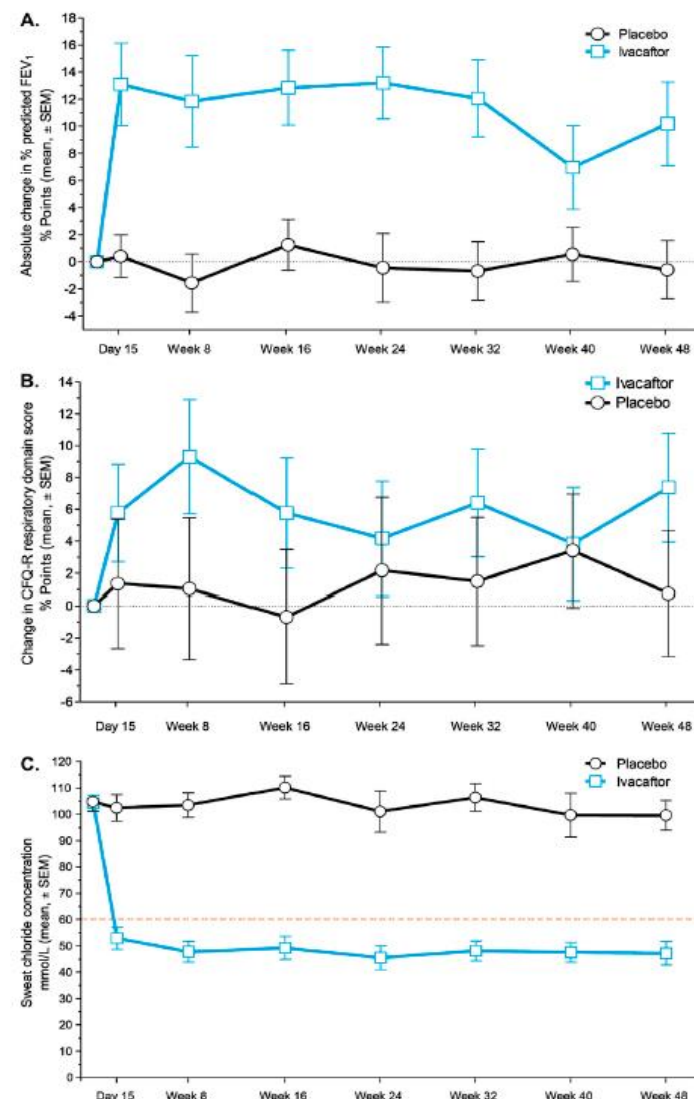 A.
Absolute change in % predicted FEV1
% Points (mean, ± SEM)
18
16
14
12
10
8
6
4
2
0
-2
-4
Placebo
Ivacaftor
Day 15 Week 8 Week 16 Week 24 Week 32 Week 40 Week 48
B.
Change in CFQ-R respiratory domain score
% Points (mean, ± SEM)
14
12
10
8
6
4
2
0
-2
-4
-6
Ivacaftor
Placebo
Day 15 Week 8 Week 16 Week 24 Week 32 Week 40 Week 48
C.
Sweat chloride concentration
mmol/L (mean, ± SEM)
120
110
100
90
80
70
60
50
40
30
20
10
0
Placebo
Ivacaftor
Day 15 Week 8 Week 16 Week 24 Week 32 Week 40 Week 48